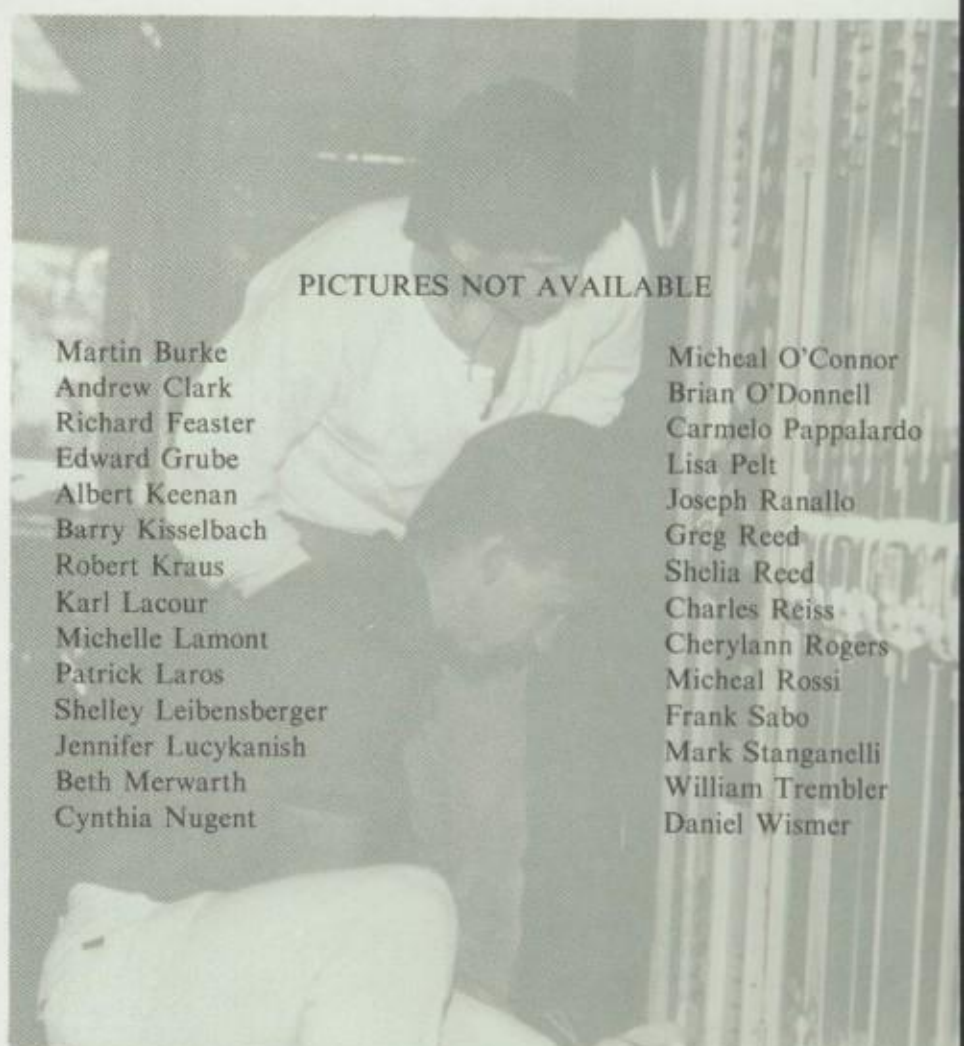 PICTURES NOT AVAILABLE
Martin Burke
Andrew Clark
Richard Feaster
Edward Grube
Albert Keenan
Barry Kisselbach
Robert Kraus
Karl Lacour
Michelle Lamont
Patrick Laros
Shelley Leibensberger
Jennifer Lucykanish
Beth Merwarth
Cynthia Nugent
Micheal O'Connor
Brian O'Donnell
Carmelo Pappalardo
Lisa Pelt
Joseph Ranallo
Greg Reed
Shelia Reed
Charles Reiss
Cherylann Rogers
Micheal Rossi
Frank Sabo
Mark Stanganelli
William Trembler
Daniel Wismer